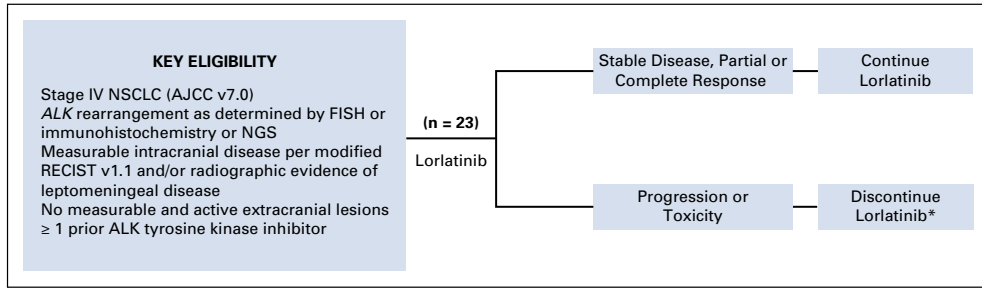 KEY ELIGIBILITY
Stage IV NSCLC (AJCC v7.0)
ALK rearrangement as determined by FISH or
immunohistochemistry or NGS
Measurable intracranial disease per modified
RECIST v1.1 and/or radiographic evidence of
leptomeningeal disease
No measurable and active extracranial lesions
≥ 1 prior ALK tyrosine kinase inhibitor
(n = 23)
Lorlatinib
Stable Disease, Partial or
Complete Response
Continue
Lorlatinib
Progression or
Toxicity
Discontinue
Lorlatinib*